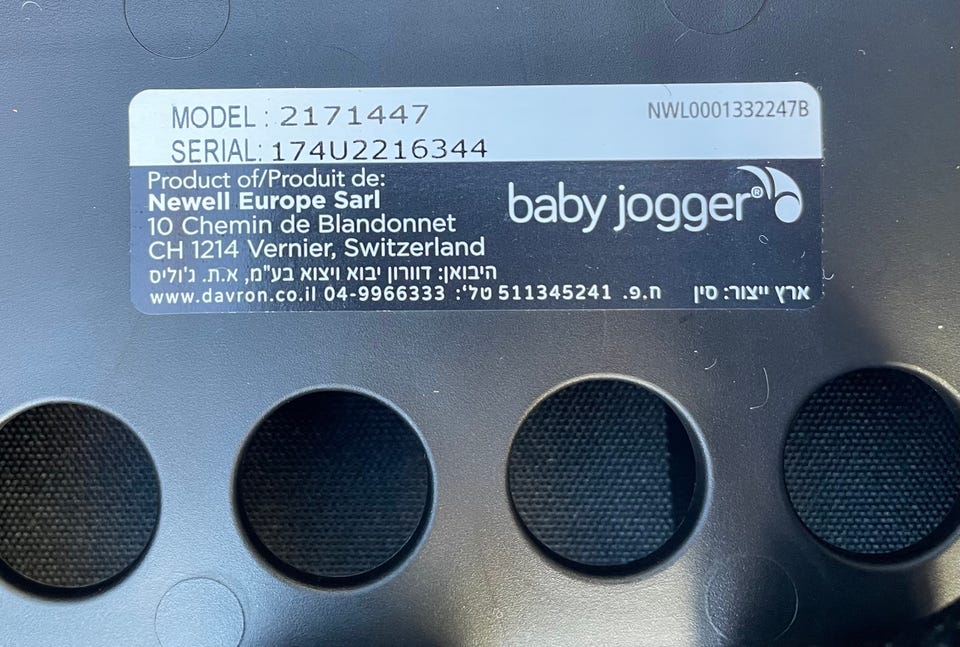 MODEL: 2171447
NWL0001332247B
SERIAL: 174U2216344
Product of/Produit de:
Newell Europe Sarl
10 Chemin de Blandonnet
CH 1214 Vernier, Switzerland
baby jogger®
היבואן: דוורון יבוא ויצוא בע"מ, א.ת. ג'וליס
ארץ ייצור: סין ח.פ. 511345241 טל': 04-9966333 www.davron.co.il